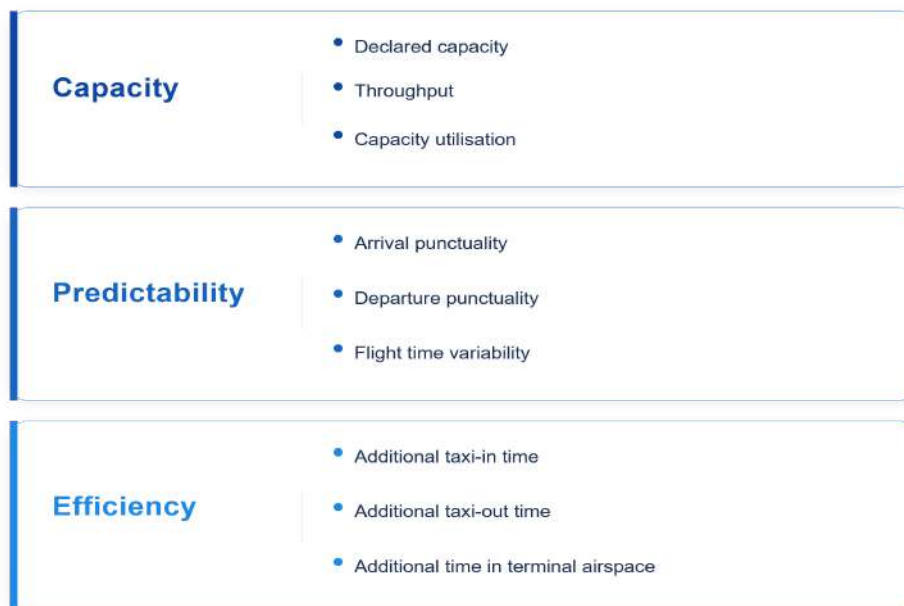 Capacity
• Declared capacity
• Throughput
• Capacity utilisation
Predictability
• Arrival punctuality
• Departure punctuality
• Flight time variability
Efficiency
• Additional taxi-in time
• Additional taxi-out time
• Additional time in terminal airspace